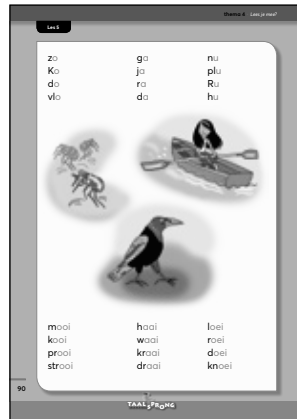 thema 4 Lees je mee?
Les 5
zo ga nu
Ko ja plu
do ra Ru
vlo da hu
mooi haai loei
kooi waai roei
prooi kraai doei
strooi draai knoei
90
TAALSPRONG